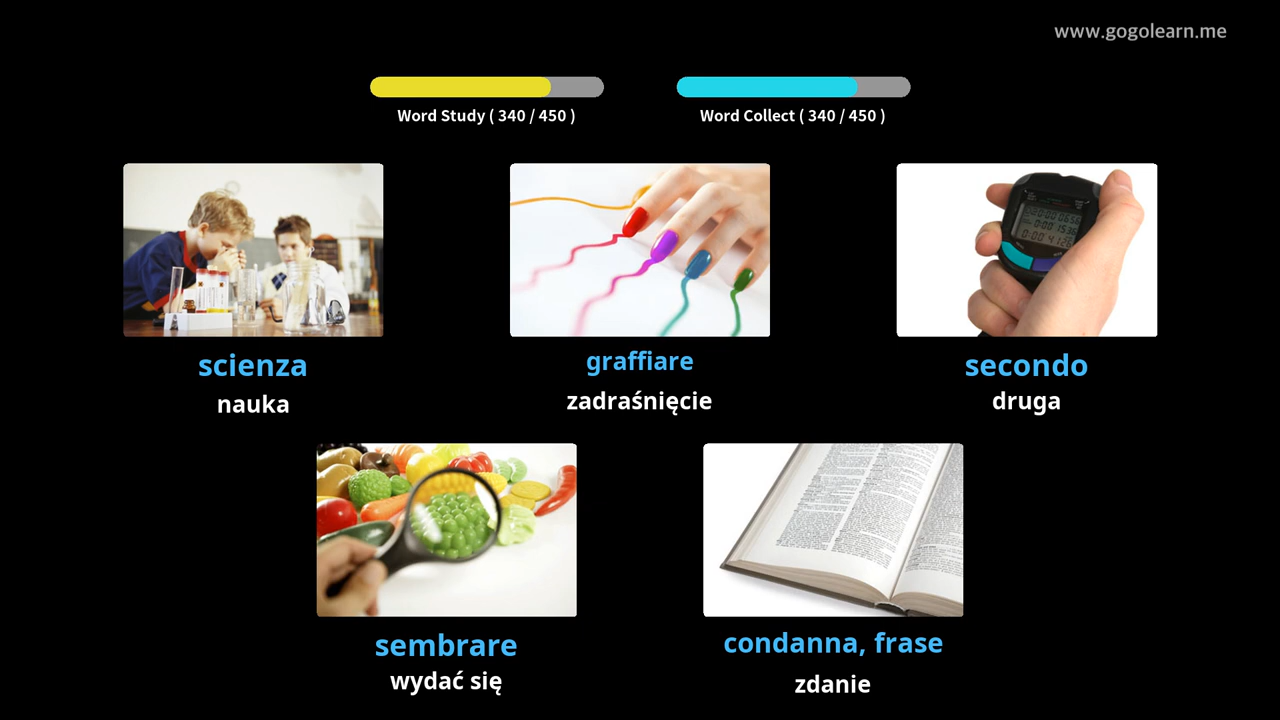 www.gogolearn.me
Word Study ( 340 / 450 )
Word Collect ( 340 / 450 )
scienza
nauka
graffiare
zadraśnięcie
secondo
druga
sembrare
wydać się
condanna, frase
zdanie